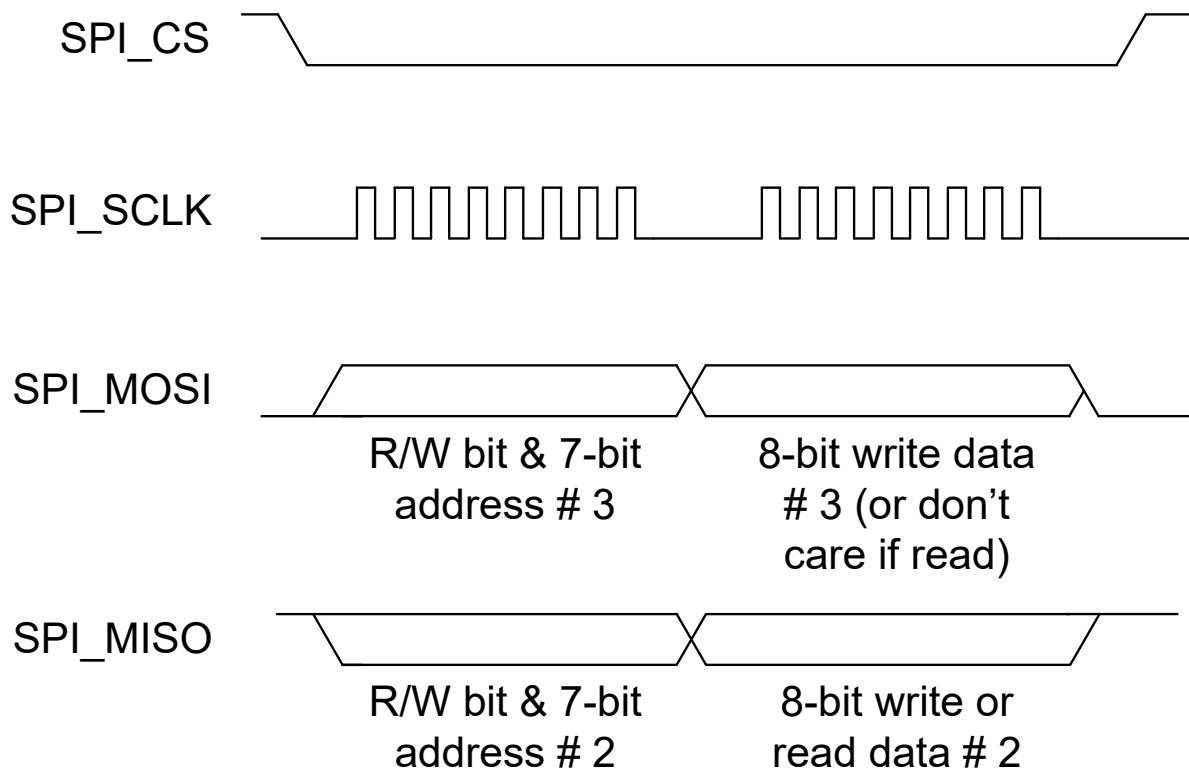 SPI_CS
SPI_SCLK
SPI_MOSI
R/W bit & 7-bit
address # 3
8-bit write data
# 3 (or don’t
care if read)
SPI_MISO
R/W bit & 7-bit
address # 2
8-bit write or
read data # 2